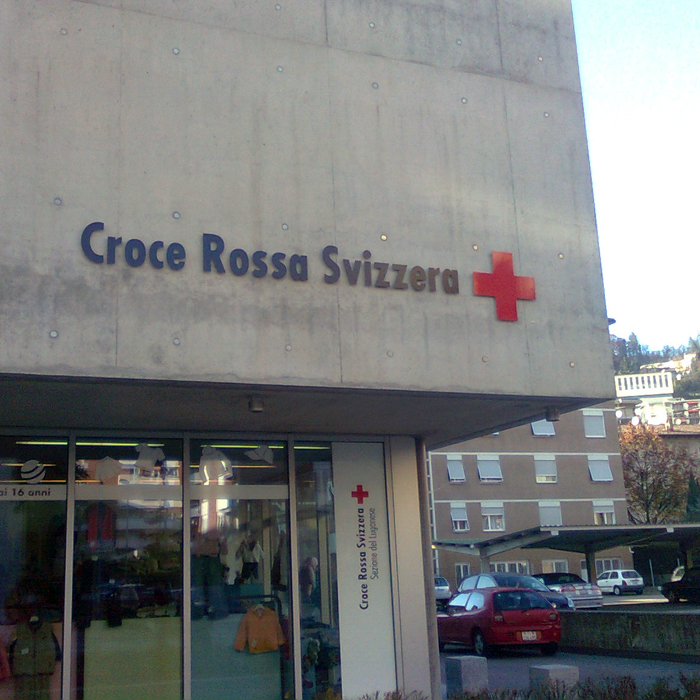 Croce Rossa Svizzera
ai 16 anni
Croce Rossa Svizzera
Sezione del Luganese